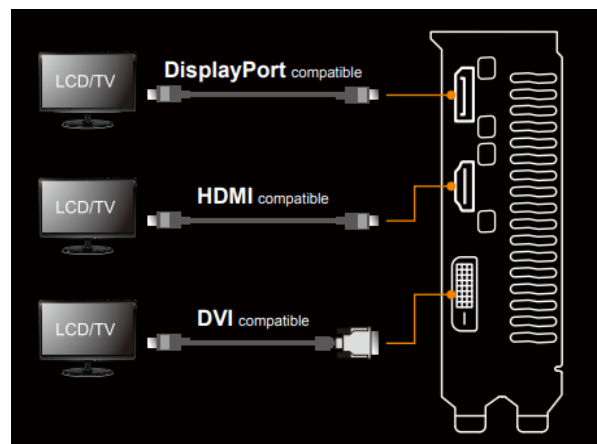 LCD/TV
DisplayPort compatible
LCD/TV
HDMI compatible
LCD/TV
DVI compatible